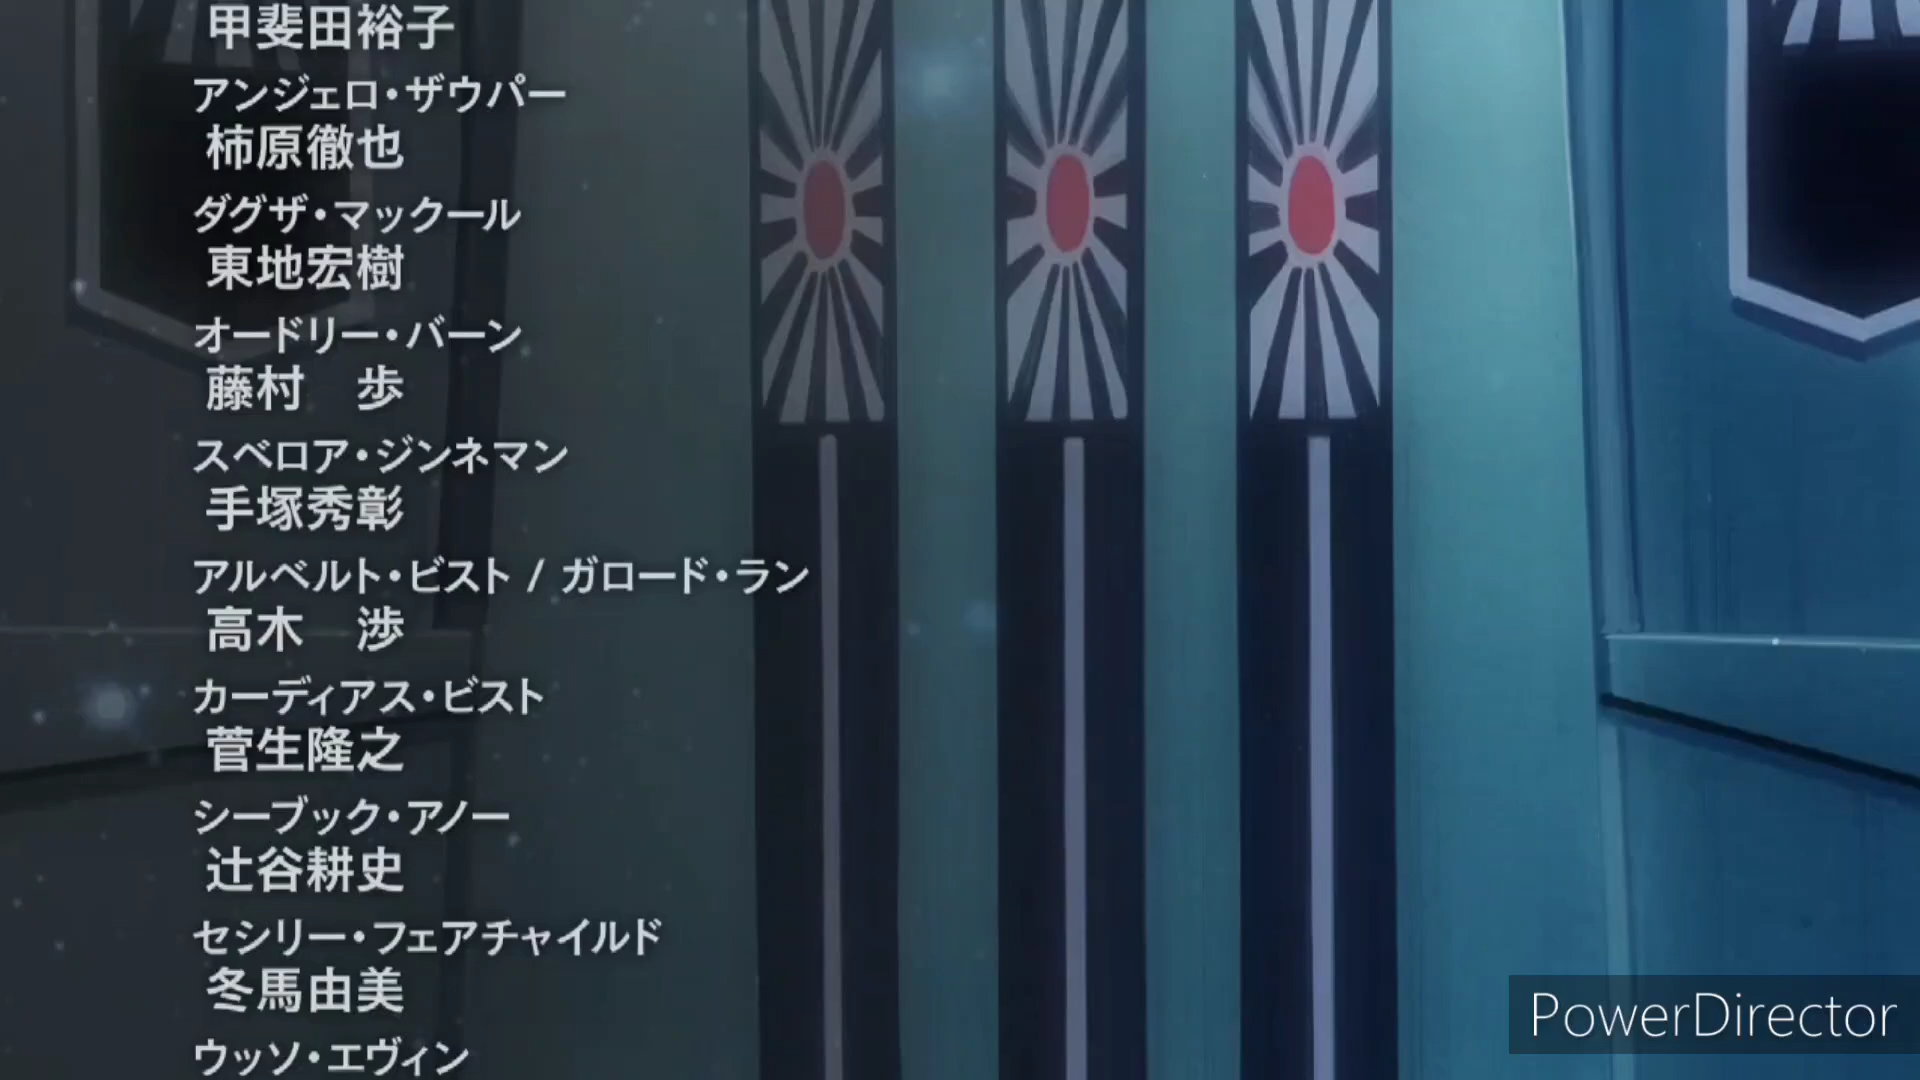 甲斐田裕子
アンジェロ・ザウパー
柿原徹也
ダグザ・マックール
東地宏樹
オードリー・バーン
藤村　歩
スベロア・ジンネマン
手塚秀彰
アルベルト・ビスト / ガロード・ラン
高木　渉
カーディアス・ビスト
菅生隆之
シーブック・アノー
辻谷耕史
セシリー・フェアチャイルド
冬馬由美
ウッソ・エヴィン
PowerDirector